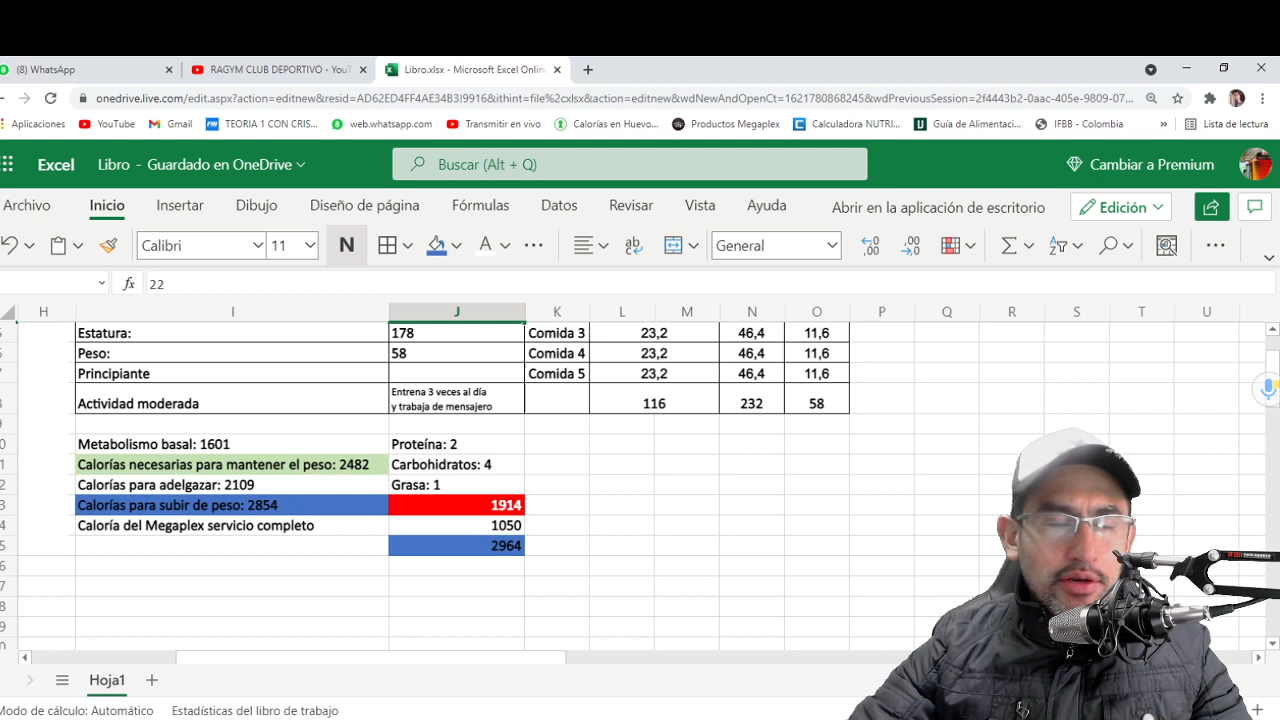 (8) WhatsApp
RAGYM CLUB DEPORTIVO - YouT
Libro.xlsx - Microsoft Excel Online
onedrive.live.com/edit.aspx?action=editnew&resid=AD62ED4FF4AE34B3!9916&ithint=file%2cxlsx&action=editnew&wdNewAndOpenCt=1621780868245&wdPreviousSession=2f4443b2-0aac-405e-9809-07...
Aplicaciones YouTube Gmail TEORIA 1 CON CRIS... web.whatsapp.com Transmitir en vivo Calorías en Huevo... Productos Megaplex Calculadora NUTRI... Guía de Alimentaci... IFBB - Colombia » Lista de lectura
Excel Libro - Guardado en OneDrive Buscar (Alt + Q) Cambiar a Premium
Archivo Inicio Insertar Dibujo Diseño de página Fórmulas Datos Revisar Vista Ayuda Abrir en la aplicación de escritorio Edición
Calibri 11 N A General
fx 22
H I J K L M N O P Q R S T U
Estatura: 178 Comida 3 23,2 46,4 11,6
Peso: 58 Comida 4 23,2 46,4 11,6
Principiante Comida 5 23,2 46,4 11,6
Entrena 3 veces al día
Actividad moderada y trabaja de mensajero 116 232 58
Metabolismo basal: 1601 Proteína: 2
Calorías necesarias para mantener el peso: 2482 Carbohidratos: 4
Calorías para adelgazar: 2109 Grasa: 1
Calorías para subir de peso: 2854 1914
Caloría del Megaplex servicio completo 1050
2964
Hoja1
Modo de cálculo: Automático Estadísticas del libro de trabajo